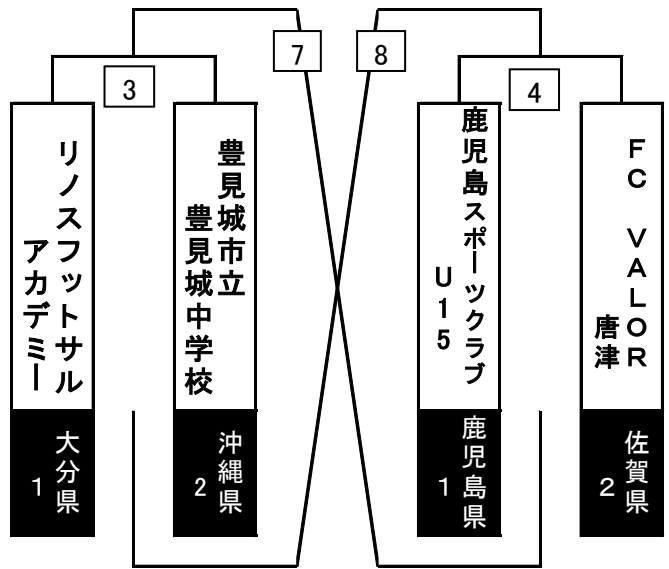 7
8
3
4
リノスフットサル
アカデミー
大分県
1
豊見城市立
豊見城中学校
沖縄県
2
鹿児島スポーツクラブ
U15
鹿児島県
1
FC VALOR
唐津
佐賀県
2